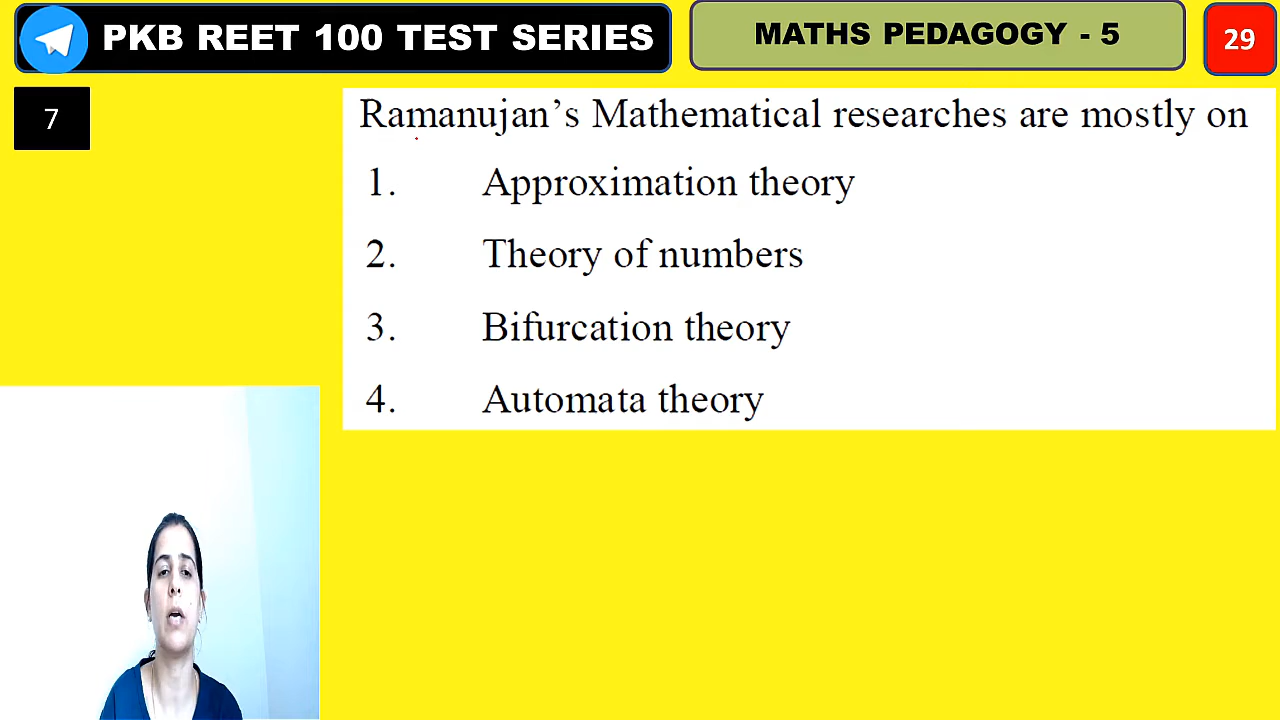 PKB REET 100 TEST SERIES
MATHS PEDAGOGY - 5
29
7
Ramanujan’s Mathematical researches are mostly on
1. Approximation theory
2. Theory of numbers
3. Bifurcation theory
4. Automata theory